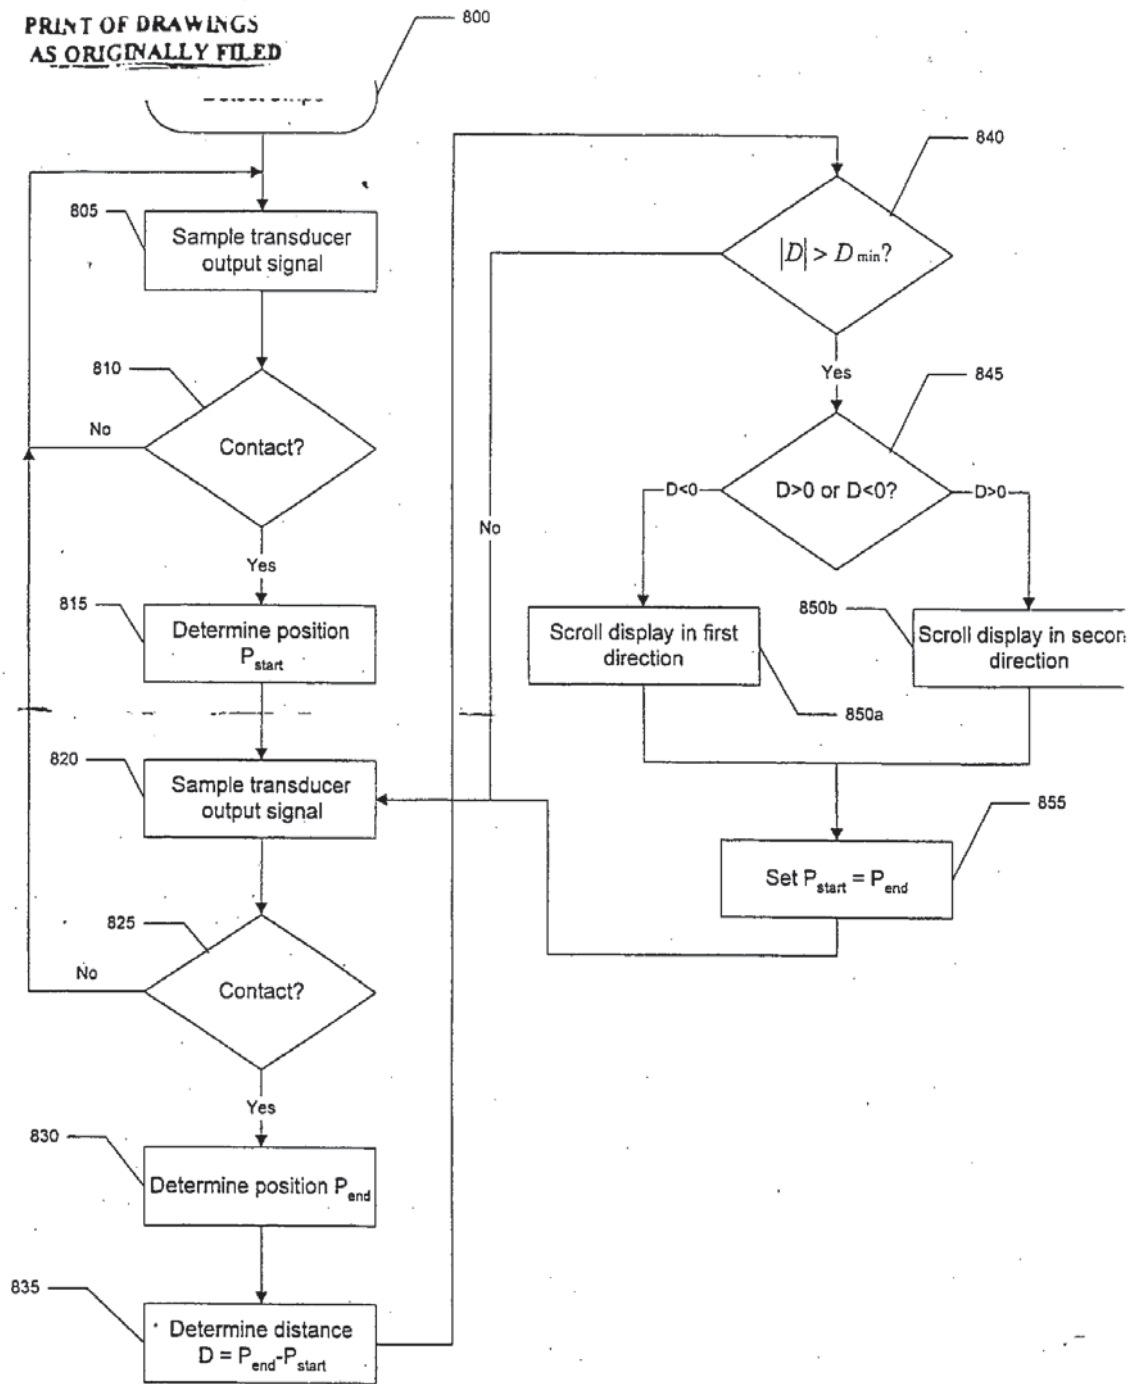 PRINT OF DRAWINGS
AS ORIGINALLY FILED
800
805
Sample transducer
output signal
810
No
Contact?
Yes
815
Determine position
Pstart
820
Sample transducer
output signal
825
No
Contact?
Yes
830
Determine position Pend
835
Determine distance
D = Pend-Pstart
840
|D| > Dmin?
Yes
No
845
D<0
D>0 or D<0?
D>0
Scroll display in first
direction
850a
850b
Scroll display in secon
direction
855
Set Pstart = Pend